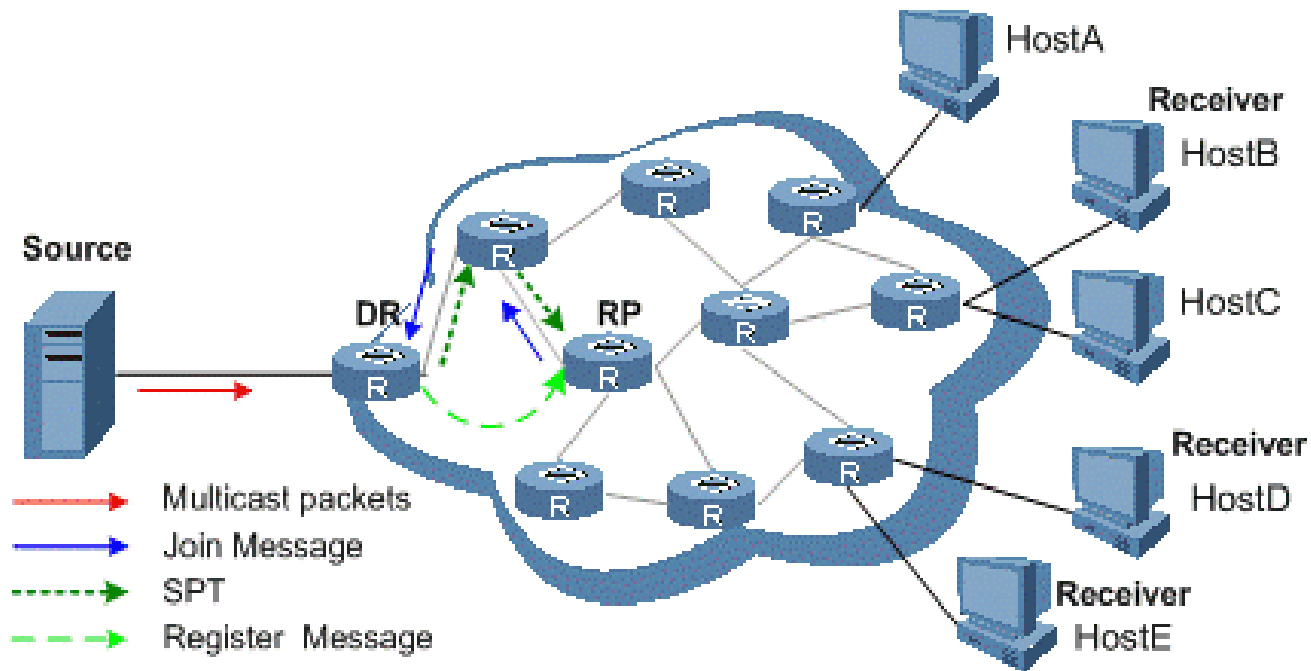 HostA
Receiver
HostB
R
R
R
Source
R
HostC
DR
RP
R
R
R
R
Receiver
R
HostD
R
R
Multicast packets
Join Message
SPT
Register Message
Receiver
HostE